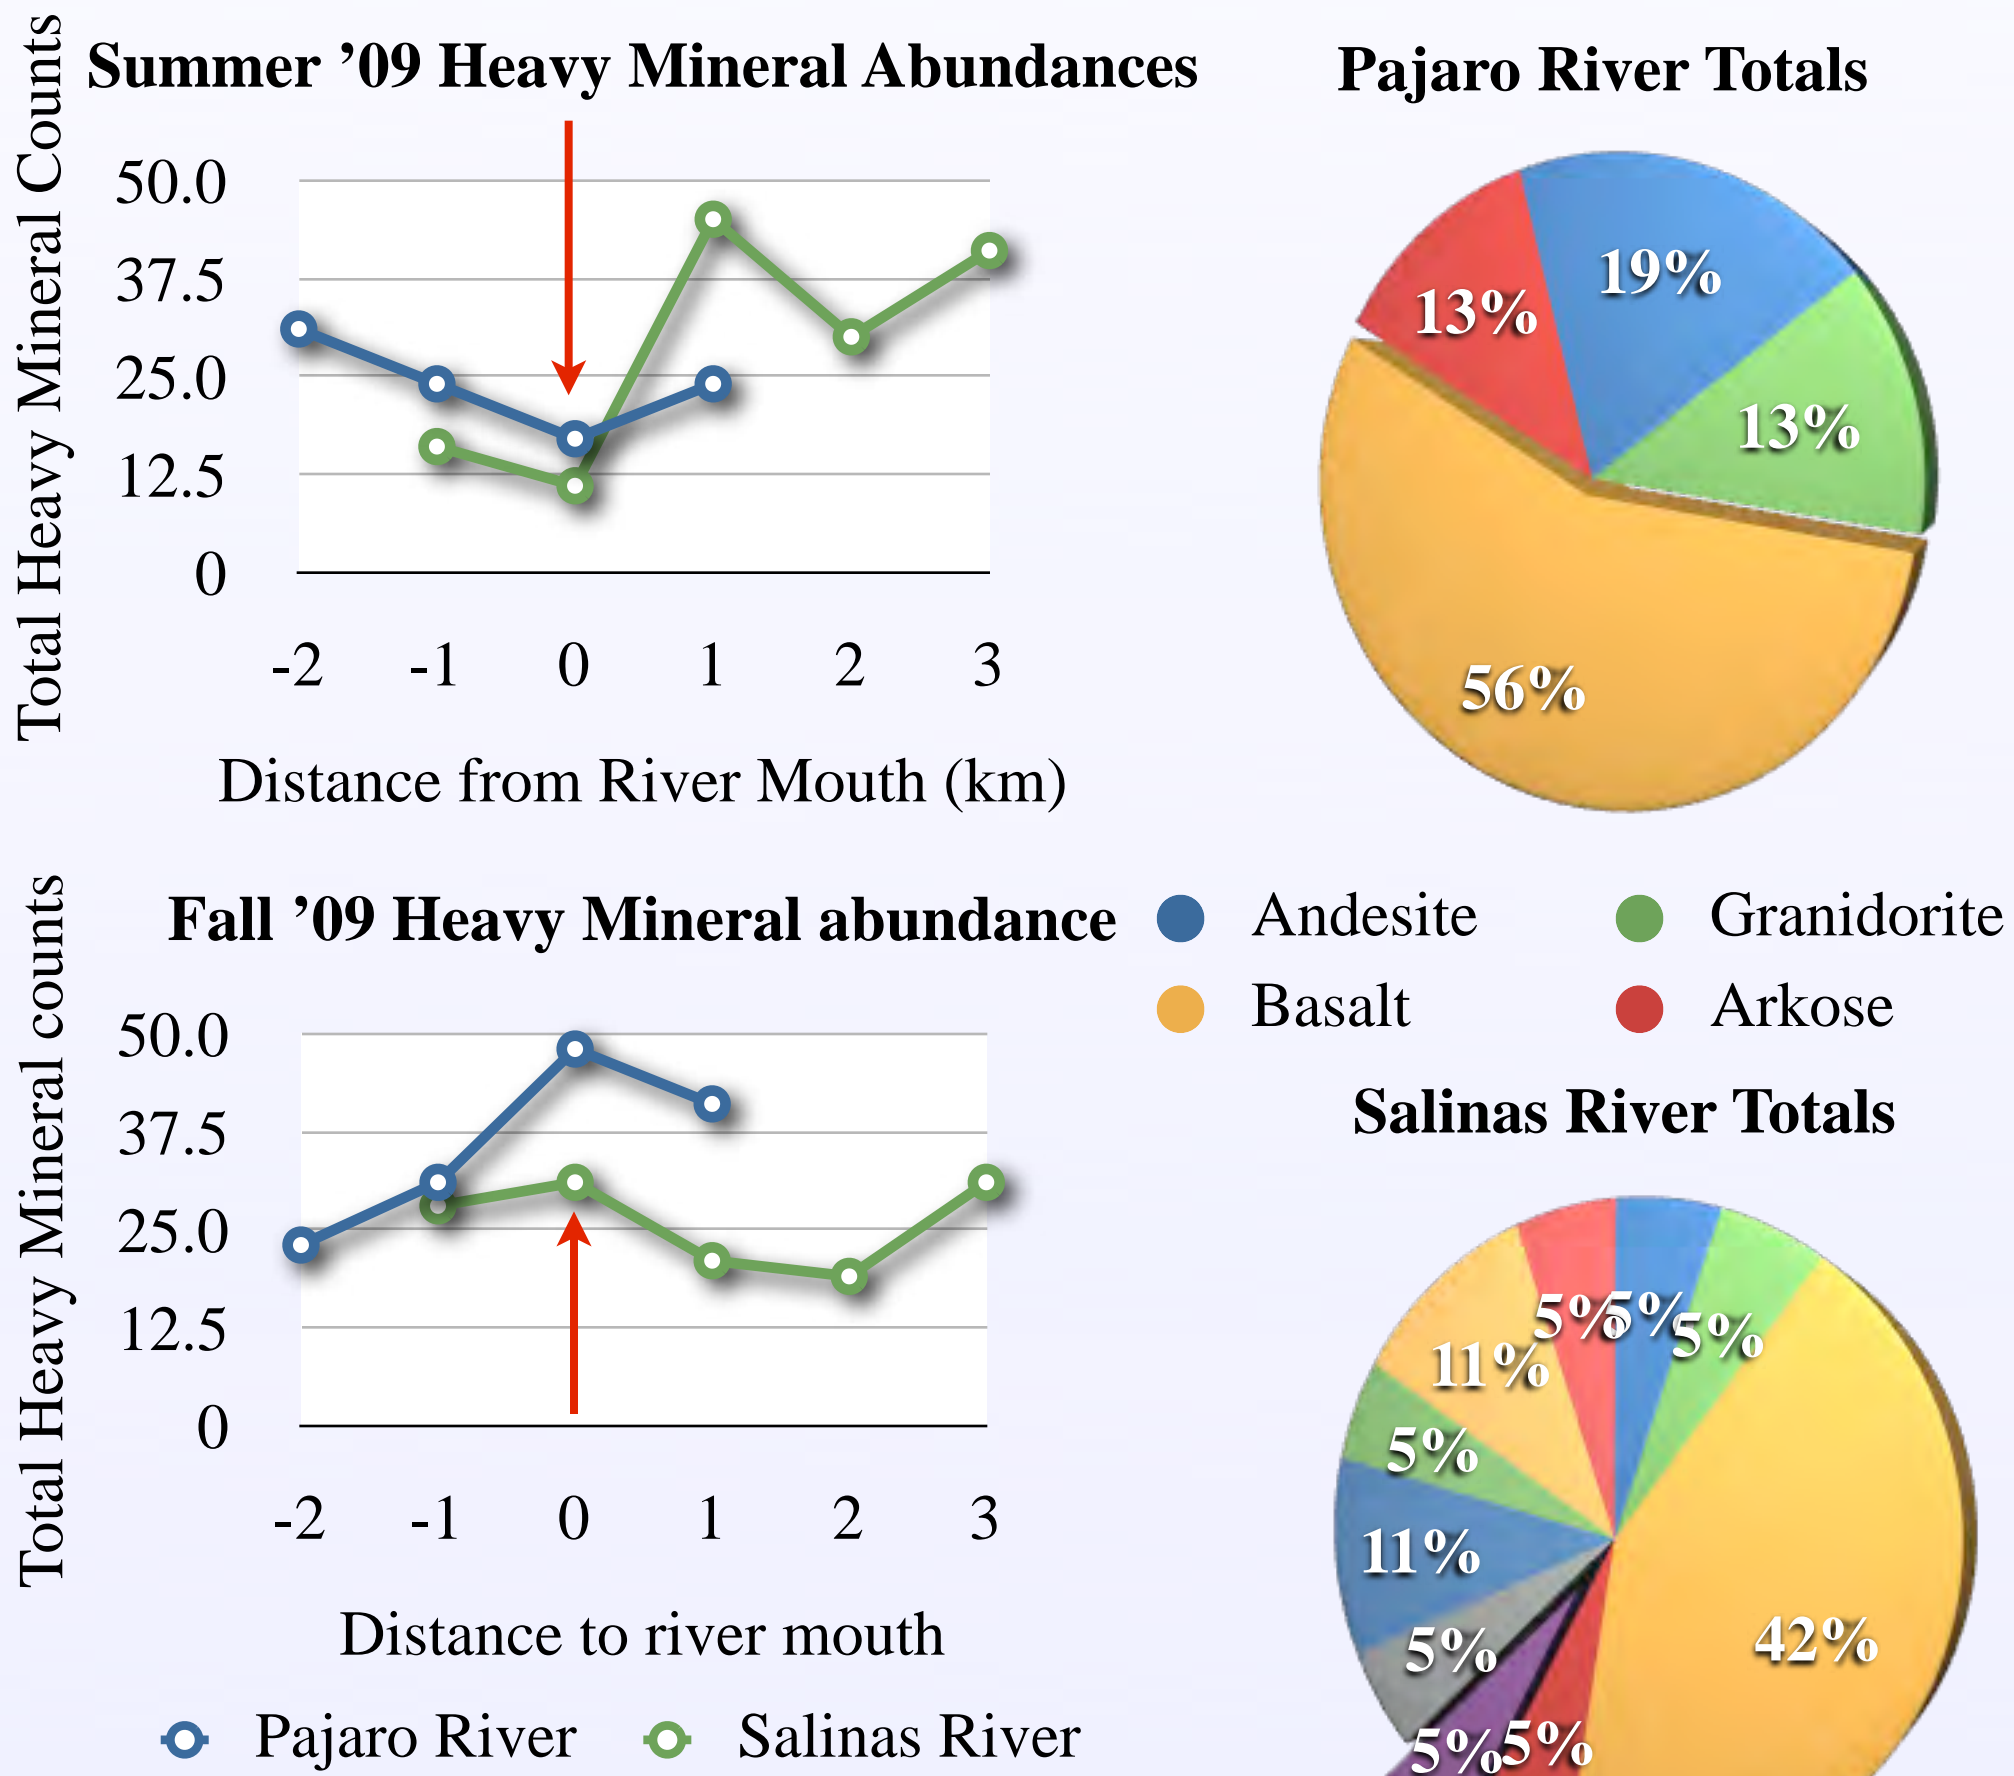 Summer ’09 Heavy Mineral Abundances
Total Heavy Mineral Counts
50.0
37.5
25.0
12.5
0
-2 -1 0 1 2 3
Distance from River Mouth (km)
Pajaro River Totals
19%
13%
13%
56%
Andesite Granidorite
Basalt Arkose
Fall ’09 Heavy Mineral abundance
Total Heavy Mineral counts
50.0
37.5
25.0
12.5
0
-2 -1 0 1 2 3
Distance to river mouth
Pajaro River Salinas River
Salinas River Totals
5% 5% 5%
11%
5%
11%
42%
5%
5% 5%